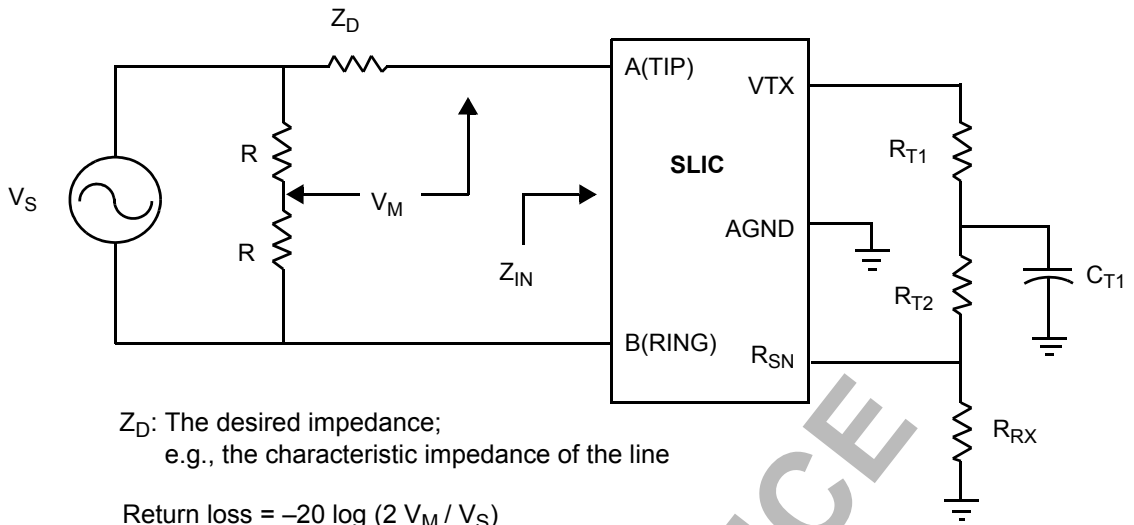 Z_D
A(TIP)
VTX
R
R_T1
SLIC
V_S
V_M
AGND
R
Z_IN
R_T2
C_T1
B(RING)
R_SN
Z_D: The desired impedance;
e.g., the characteristic impedance of the line
R_RX
Return loss = –20 log (2 V_M / V_S)